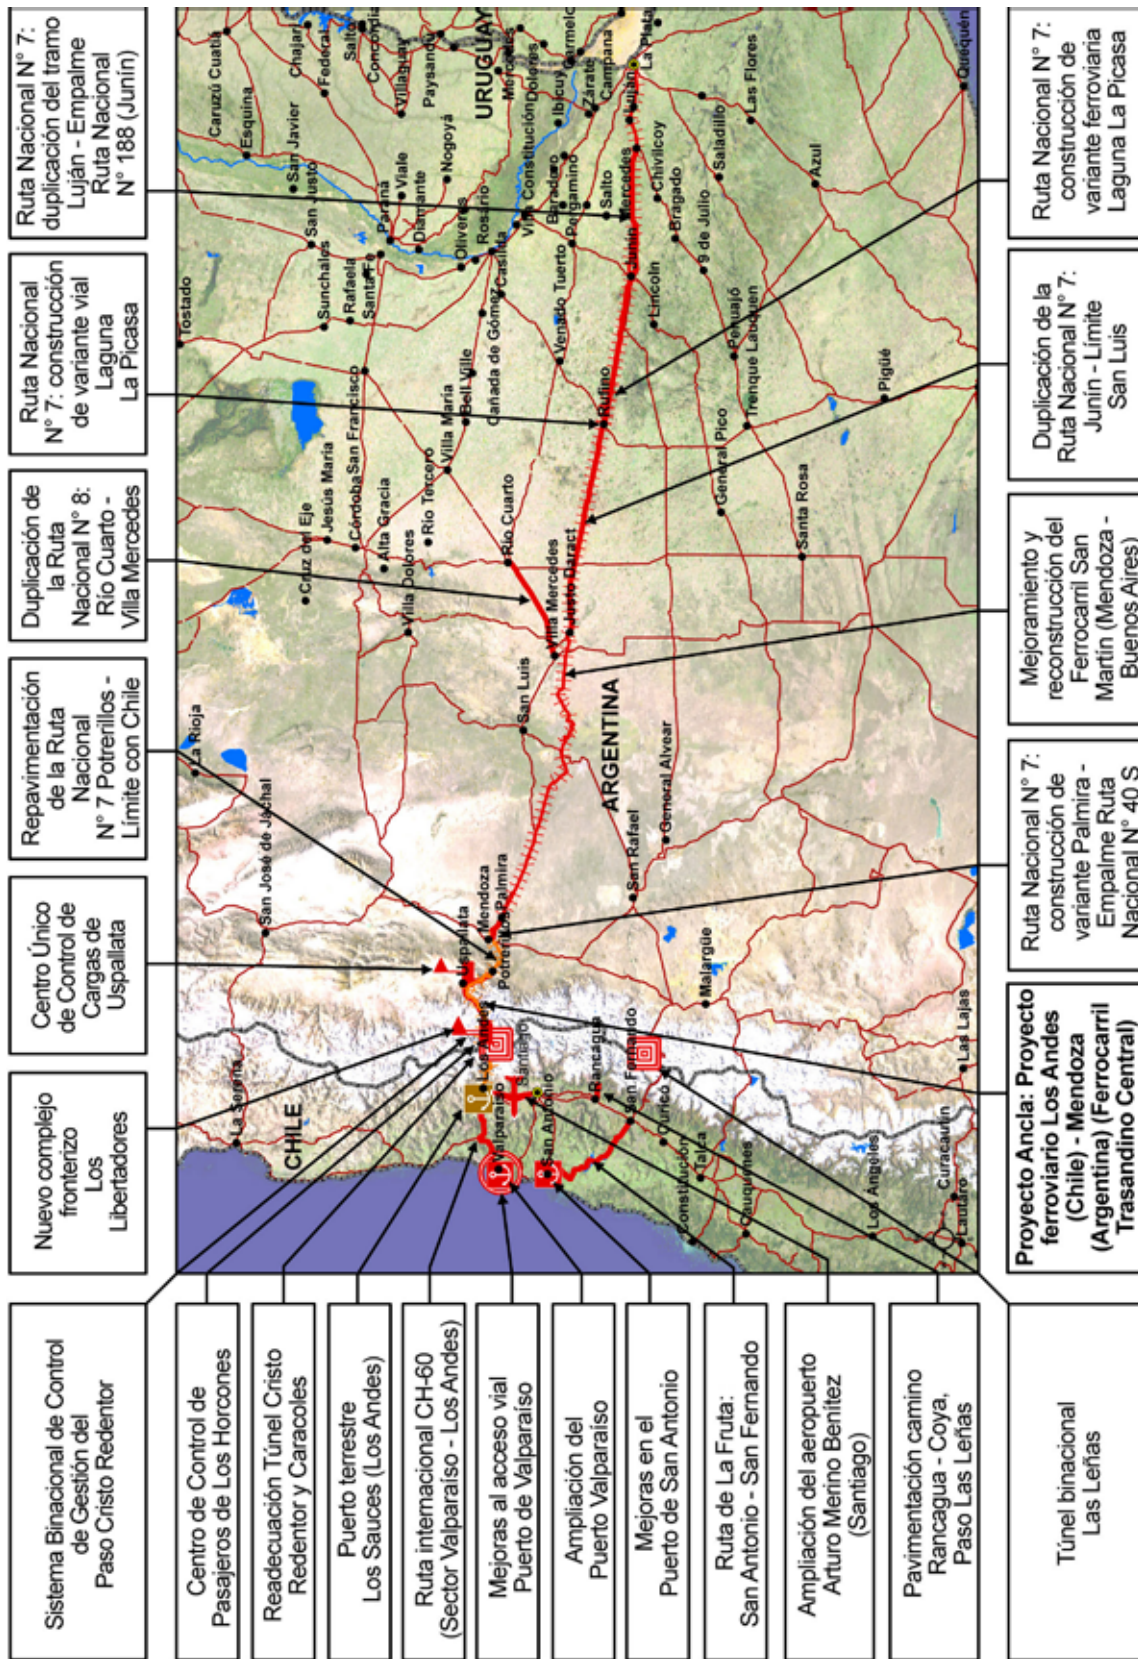 Sistema Binacional de Control
de Gestión del
Paso Cristo Redentor
Nuevo complejo
fronterizo
Los
Libertadores
Centro Único
de Control de
Cargas de
Uspallata
Repavimentación
de la Ruta
Nacional
N° 7 Potrerillos -
Límite con Chile
Duplicación de
la Ruta
Nacional N° 8:
Río Cuarto -
Villa Mercedes
Ruta Nacional
N° 7: construcción
de variante vial
Laguna
La Picasa
Ruta Nacional N° 7:
duplicación del tramo
Luján - Empalme
Ruta Nacional
N° 188 (Junín)
Centro de Control de
Pasajeros de Los Horcones
Readecuación Túnel Cristo
Redentor y Caracoles
Puerto terrestre
Los Sauces (Los Andes)
Ruta internacional CH-60
(Sector Valparaíso - Los Andes)
Mejoras al acceso vial
Puerto de Valparaíso
Ampliación del
Puerto Valparaiso
Mejoras en el
Puerto de San Antonio
Ruta de La Fruta:
San Antonio - San Fernando
Ampliación del aeropuerto
Arturo Merino Benítez
(Santiago)
Pavimentación camino
Rancagua - Coya,
Paso Las Leñas
Túnel binacional
Las Leñas
La Rioja
Tostado
Caruzú Cuatiá
Esquina
La Serena
San José de Jáchal
CHILE
San Javier
Chajarí
San Justo
Federal
Cruz del Eje
Jesús María
Sunchales
Rafaela
Salto
Concordia
Córdoba
San Francisco
Santa Fe
Paraná
Villaguay
Alta Gracia
Viale
Villa Dolores
Diamante
Paysandú
Río Tercero
Villa María
Nogoyá
Bell Ville
Oliveros
Rosario
URUGUAY
Mercedes
Cañada de Gómez
Casilda
Uspallata
Mendoza
Palmira
Potrerillos
Los Andes
Valparaíso
Santiago
San Antonio
San Luis
Río Cuarto
Villa Mercedes
Justo Daract
Villa Constitución
Dolores
Ibicuy
Carmelo
Venado Tuerto
Baradero
Pergamino
Zárate
Campana
Salto
Rancagua
San Fernando
ARGENTINA
Rufino
Junín
Mercedes
Luján
La Plata
San Rafael
Lincoln
Chivilcoy
Bragado
General Alvear
Curicó
Constitución
Talca
Malargüe
9 de Julio
Saladillo
General Pico
Pehuajó
Trenque Lauquen
Las Flores
Cauquenes
Santa Rosa
Azul
Los Angeles
Pigüé
Curacautín
Lautaro
Las Lajas
Quequén
Proyecto Ancla: Proyecto
ferroviario Los Andes
(Chile) - Mendoza
(Argentina) (Ferrocarril
Trasandino Central)
Ruta Nacional N° 7:
construcción de
variante Palmira -
Empalme Ruta
Nacional N° 40 S
Mejoramiento y
reconstrucción del
Ferrocarril San
Martín (Mendoza -
Buenos Aires)
Duplicación de la
Ruta Nacional N° 7:
Junín - Límite
San Luis
Ruta Nacional N° 7:
construcción de
variante ferroviaria
Laguna La Picasa